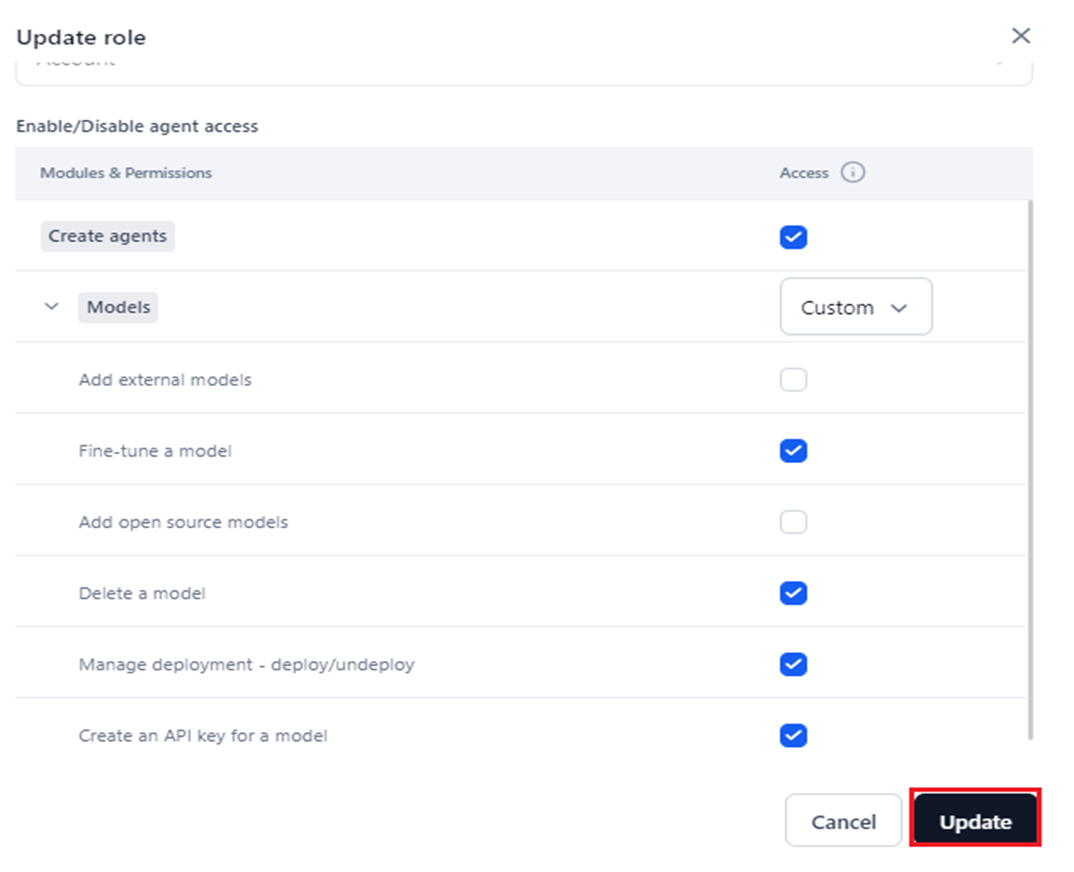 Update role
Account
Enable/Disable agent access
Modules & Permissions Access
Create agents
Models Custom
Add external models
Fine-tune a model
Add open source models
Delete a model
Manage deployment - deploy/undeploy
Create an API key for a model
Cancel Update